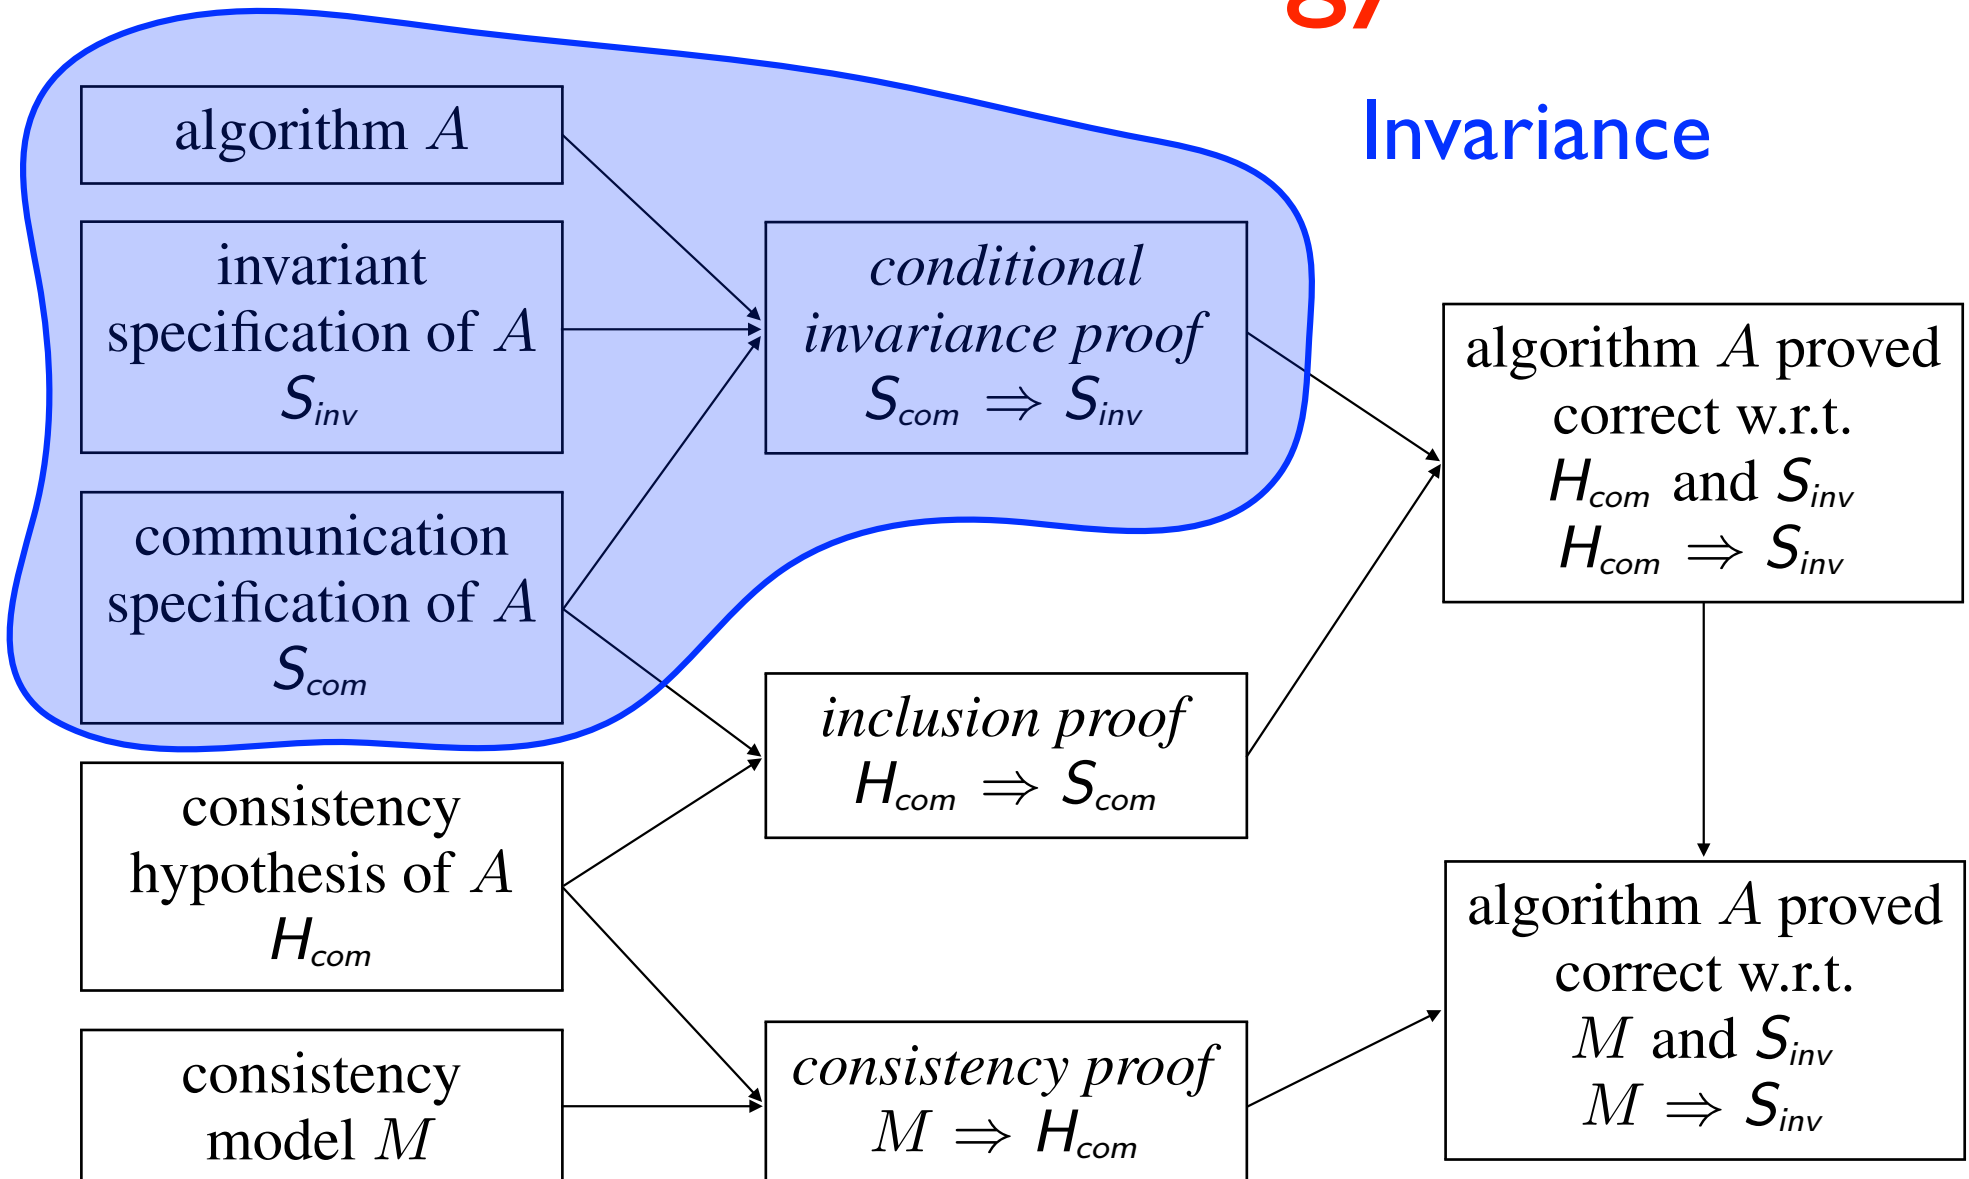 gy
Invariance
algorithm A
invariant
specification of A
S_inv
communication
specification of A
S_com
consistency
hypothesis of A
H_com
consistency
model M
conditional
invariance proof
S_com ⇒ S_inv
inclusion proof
H_com ⇒ S_com
consistency proof
M ⇒ H_com
algorithm A proved
correct w.r.t.
H_com and S_inv
H_com ⇒ S_inv
algorithm A proved
correct w.r.t.
M and S_inv
M ⇒ S_inv